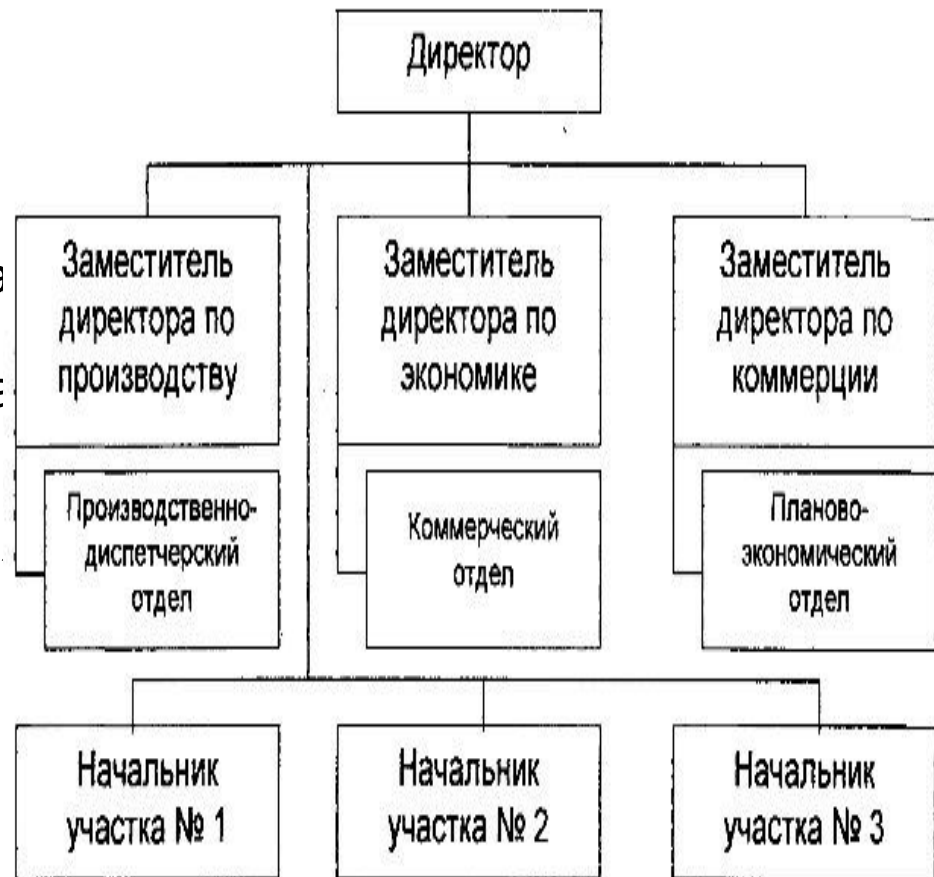 Директор
Заместитель
директора по
производству
Заместитель
директора по
экономике
Заместитель
директора по
коммерции
Производственно-
диспетчерский
отдел
Коммерческий
отдел
Планово-
экономический
отдел
Начальник
участка № 1
Начальник
участка № 2
Начальник
участка № 3